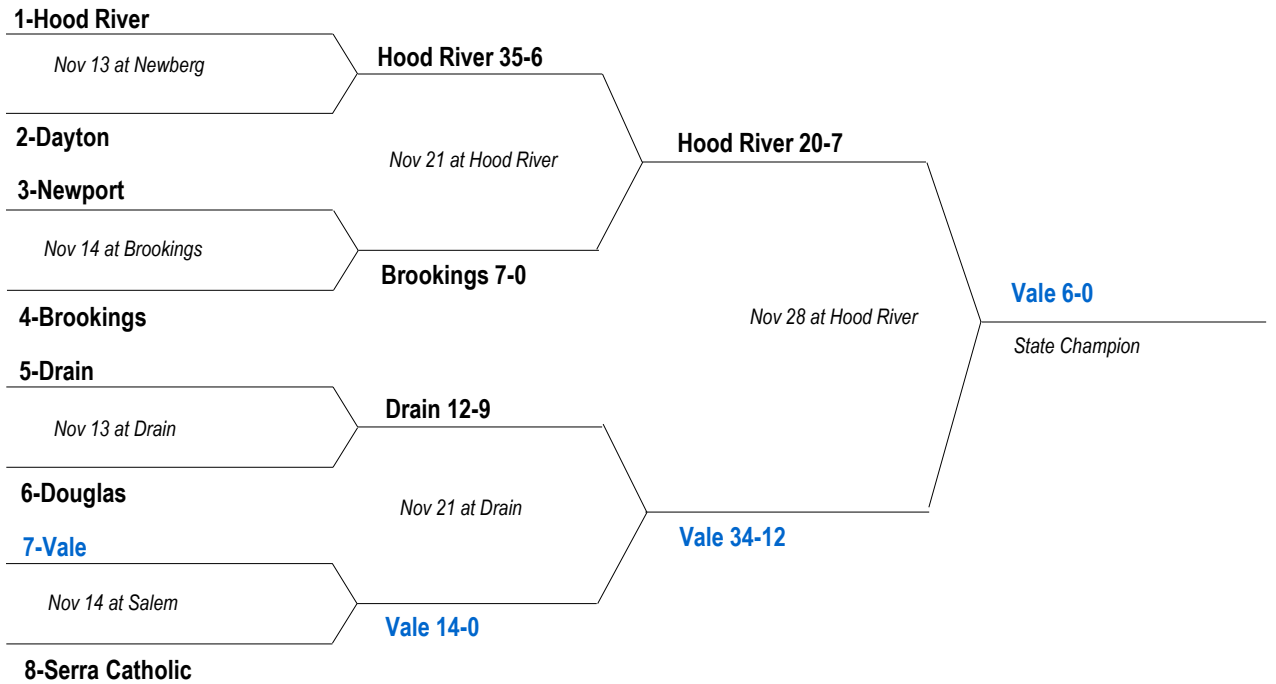 1-Hood River
Nov 13 at Newberg
Hood River 35-6
2-Dayton
Nov 21 at Hood River
Hood River 20-7
3-Newport
Nov 14 at Brookings
Brookings 7-0
4-Brookings
Nov 28 at Hood River
Vale 6-0
State Champion
5-Drain
Nov 13 at Drain
Drain 12-9
6-Douglas
Nov 21 at Drain
Vale 34-12
7-Vale
Nov 14 at Salem
Vale 14-0
8-Serra Catholic